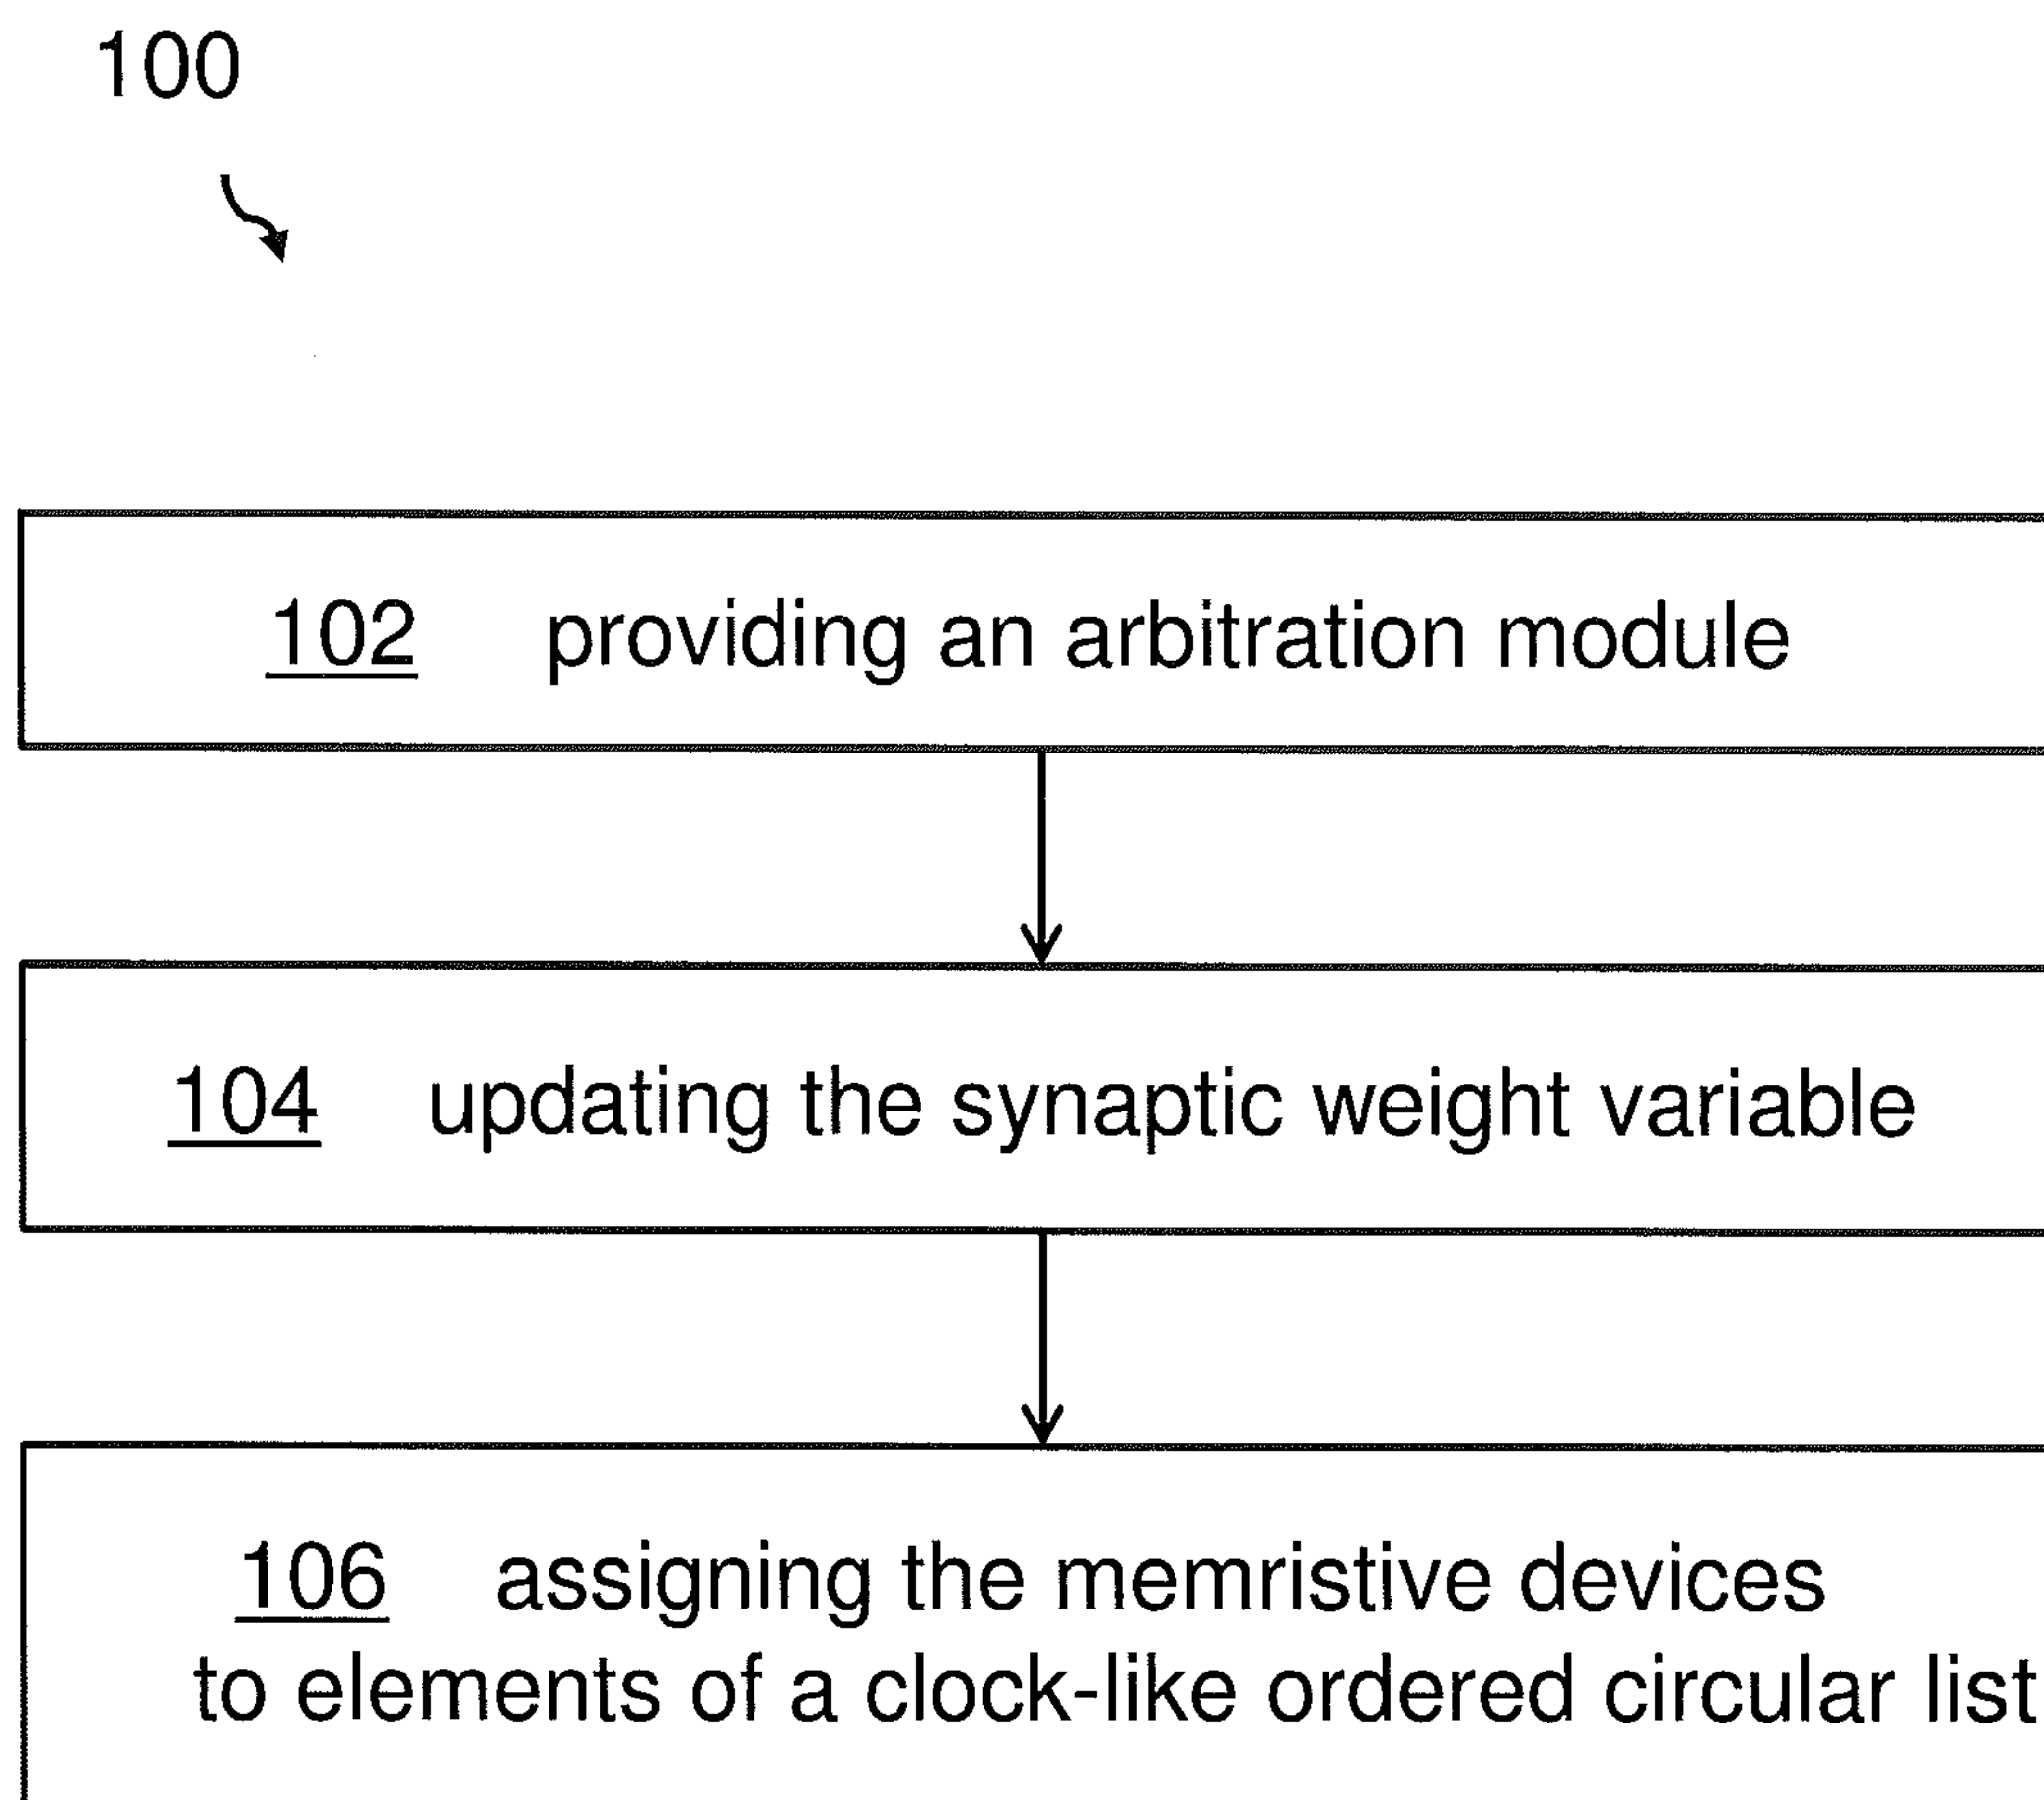 100
102 providing an arbitration module
104 updating the synaptic weight variable
106 assigning the memristive devices
to elements of a clock-like ordered circular list